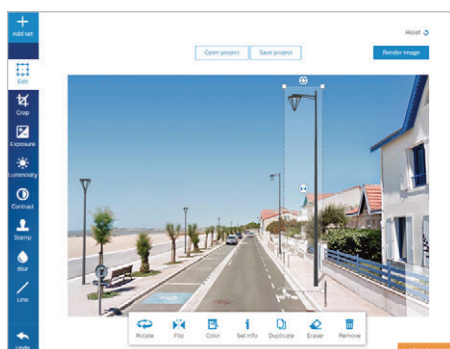 Add set
Reset
Open project
Save project
Render image
Edit
Crop
Exposure
Luminosity
Contrast
Stamp
Blur
Line
Undo
Rotate
Flip
Color
Set info
Duplicate
Eraser
Remove